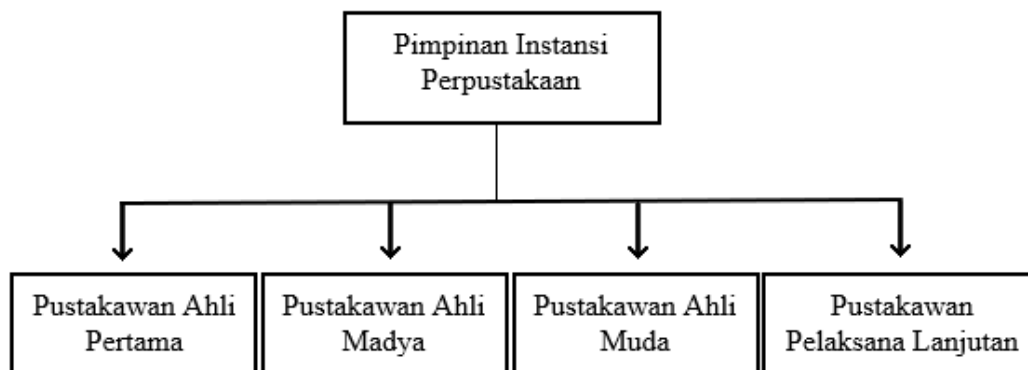 Pimpinan Instansi
Perpustakaan
Pustakawan Ahli
Pertama
Pustakawan Ahli
Madya
Pustakawan Ahli
Muda
Pustakawan
Pelaksana Lanjutan